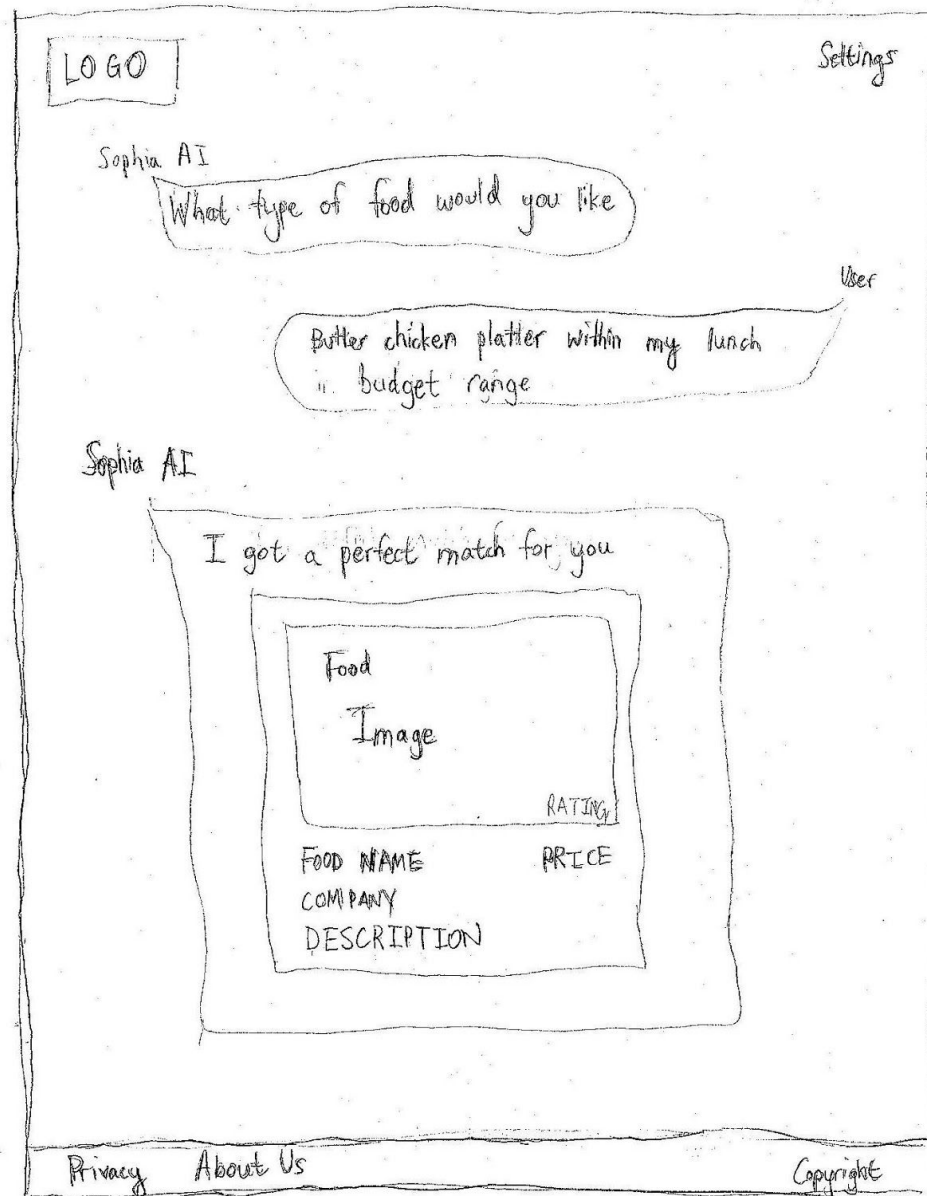 LOGO
Settings
Sophia AI
What type of food would you like
User
Butter chicken platter within my lunch
budget range
Sophia AI
I got a perfect match for you
Food
Image
RATING
FOOD NAME PRICE
COMPANY
DESCRIPTION
Privacy About Us Copyright